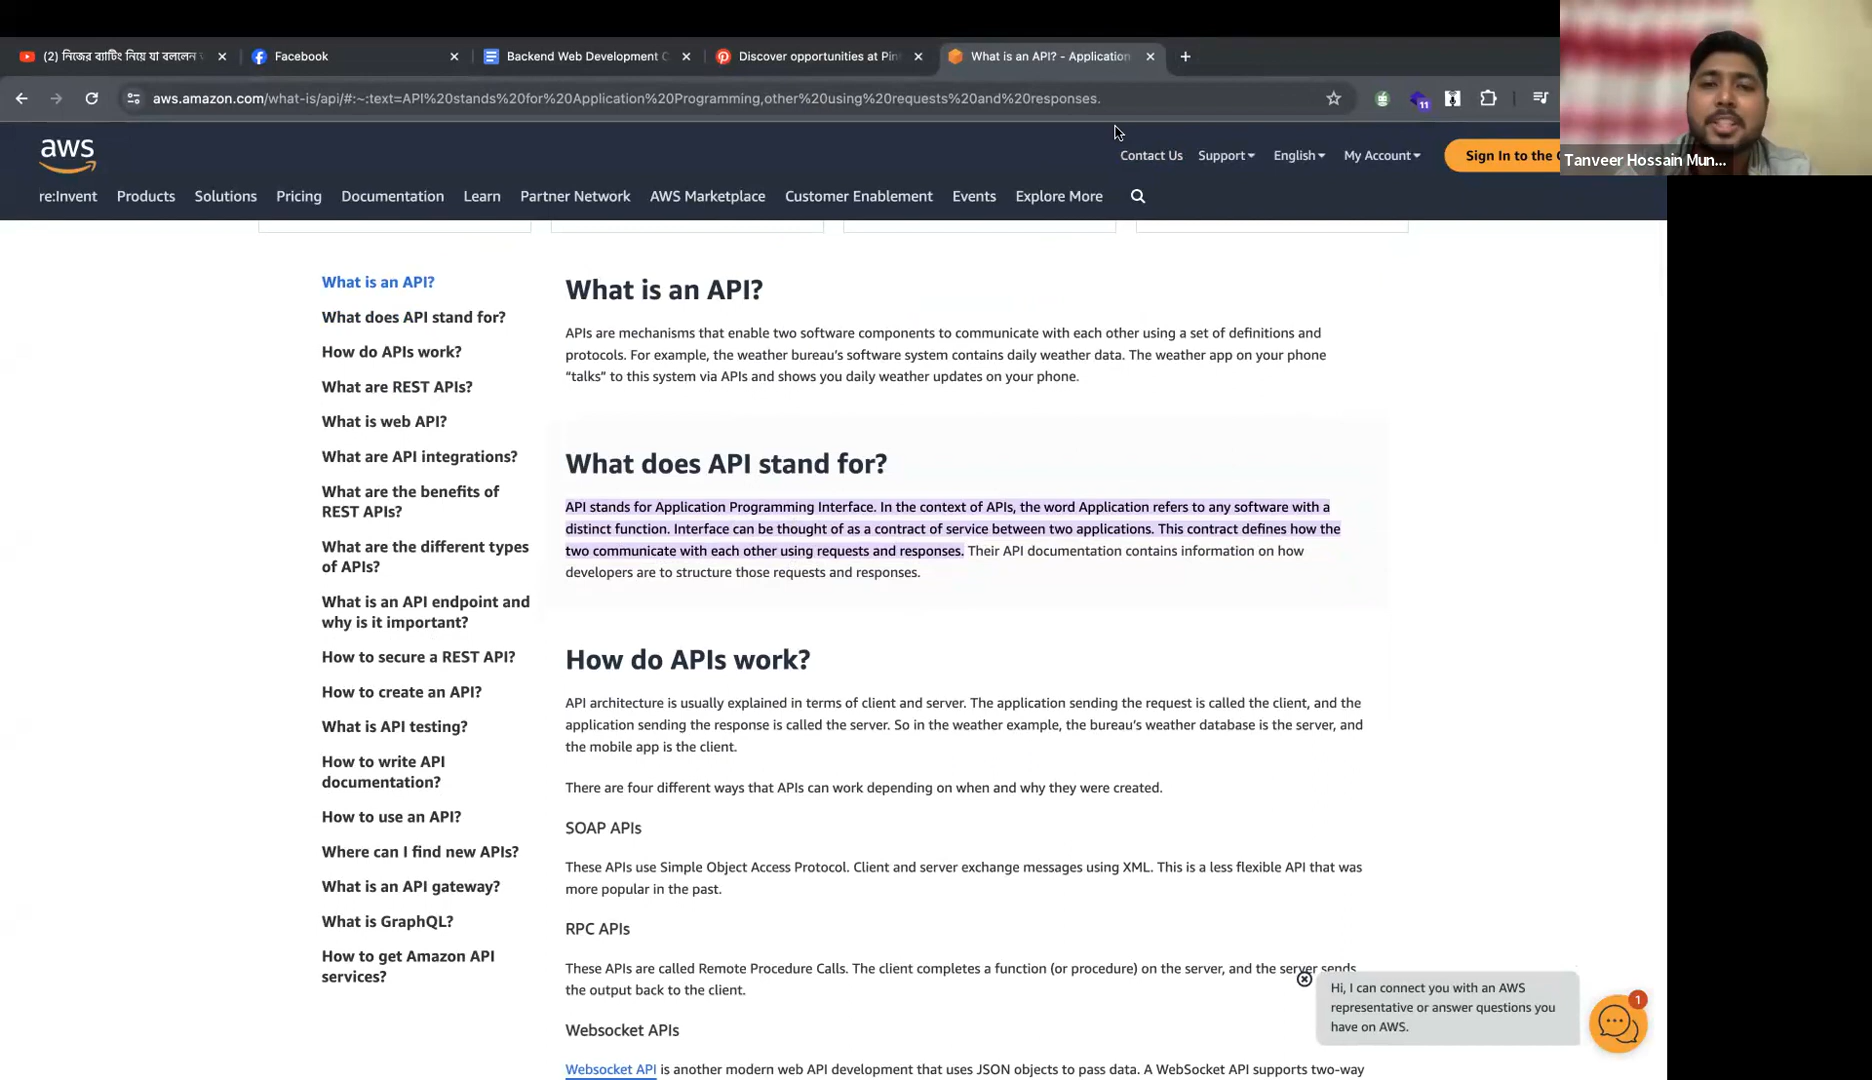 (2) নিজের ব্যাটিং নিয়ে যা বললেন
Facebook
Backend Web Development C
Discover opportunities at Pin
What is an API? - Application
aws.amazon.com/what-is/api/#:~:text=API%20stands%20for%20Application%20Programming,other%20using%20requests%20and%20responses.
11
aws
Contact Us
Support
English
My Account
Sign In to the
Tanveer Hossain Mun...
re:Invent
Products
Solutions
Pricing
Documentation
Learn
Partner Network
AWS Marketplace
Customer Enablement
Events
Explore More
What is an API?
What does API stand for?
How do APIs work?
What are REST APIs?
What is web API?
What are API integrations?
What are the benefits of
REST APIs?
What are the different types
of APIs?
What is an API endpoint and
why is it important?
How to secure a REST API?
How to create an API?
What is API testing?
How to write API
documentation?
How to use an API?
Where can I find new APIs?
What is an API gateway?
What is GraphQL?
How to get Amazon API
services?
What is an API?
APIs are mechanisms that enable two software components to communicate with each other using a set of definitions and
protocols. For example, the weather bureau’s software system contains daily weather data. The weather app on your phone
“talks” to this system via APIs and shows you daily weather updates on your phone.
What does API stand for?
API stands for Application Programming Interface. In the context of APIs, the word Application refers to any software with a
distinct function. Interface can be thought of as a contract of service between two applications. This contract defines how the
two communicate with each other using requests and responses. Their API documentation contains information on how
developers are to structure those requests and responses.
How do APIs work?
API architecture is usually explained in terms of client and server. The application sending the request is called the client, and the
application sending the response is called the server. So in the weather example, the bureau’s weather database is the server, and
the mobile app is the client.
There are four different ways that APIs can work depending on when and why they were created.
SOAP APIs
These APIs use Simple Object Access Protocol. Client and server exchange messages using XML. This is a less flexible API that was
more popular in the past.
RPC APIs
These APIs are called Remote Procedure Calls. The client completes a function (or procedure) on the server, and the server sends
the output back to the client.
Websocket APIs
Websocket API is another modern web API development that uses JSON objects to pass data. A WebSocket API supports two-way
Hi, I can connect you with an AWS
representative or answer questions you
have on AWS.
1